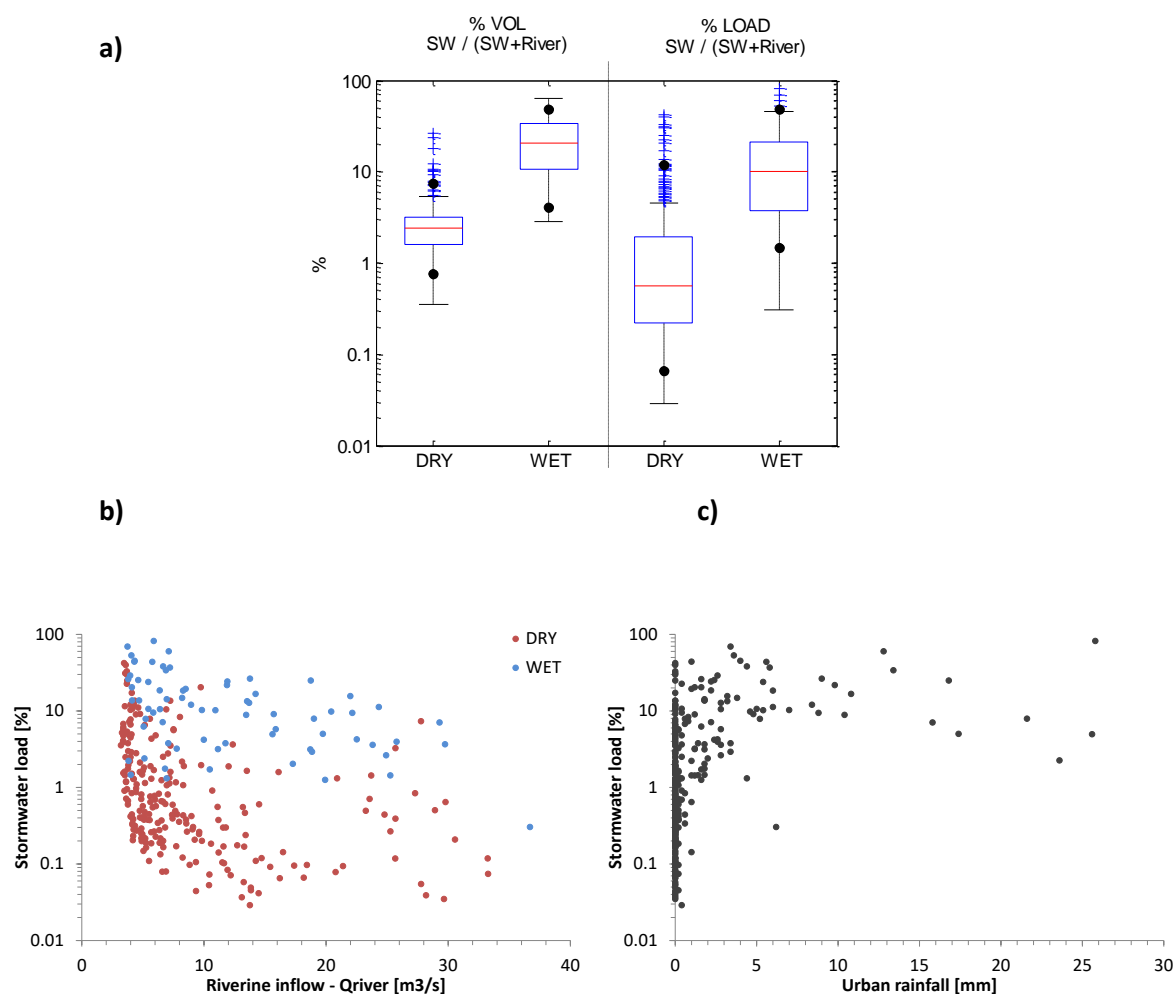 a)
% VOL
SW / (SW+River)
% LOAD
SW / (SW+River)
100
10
1
0.1
0.01
%
DRY
WET
DRY
WET
b)
c)
100
10
1
0.1
0.01
Stormwater load [%]
0
10
20
30
40
Riverine inflow - Qriver [m3/s]
DRY
WET
100
10
1
0.1
0.01
Stormwater load [%]
0
5
10
15
20
25
30
Urban rainfall [mm]